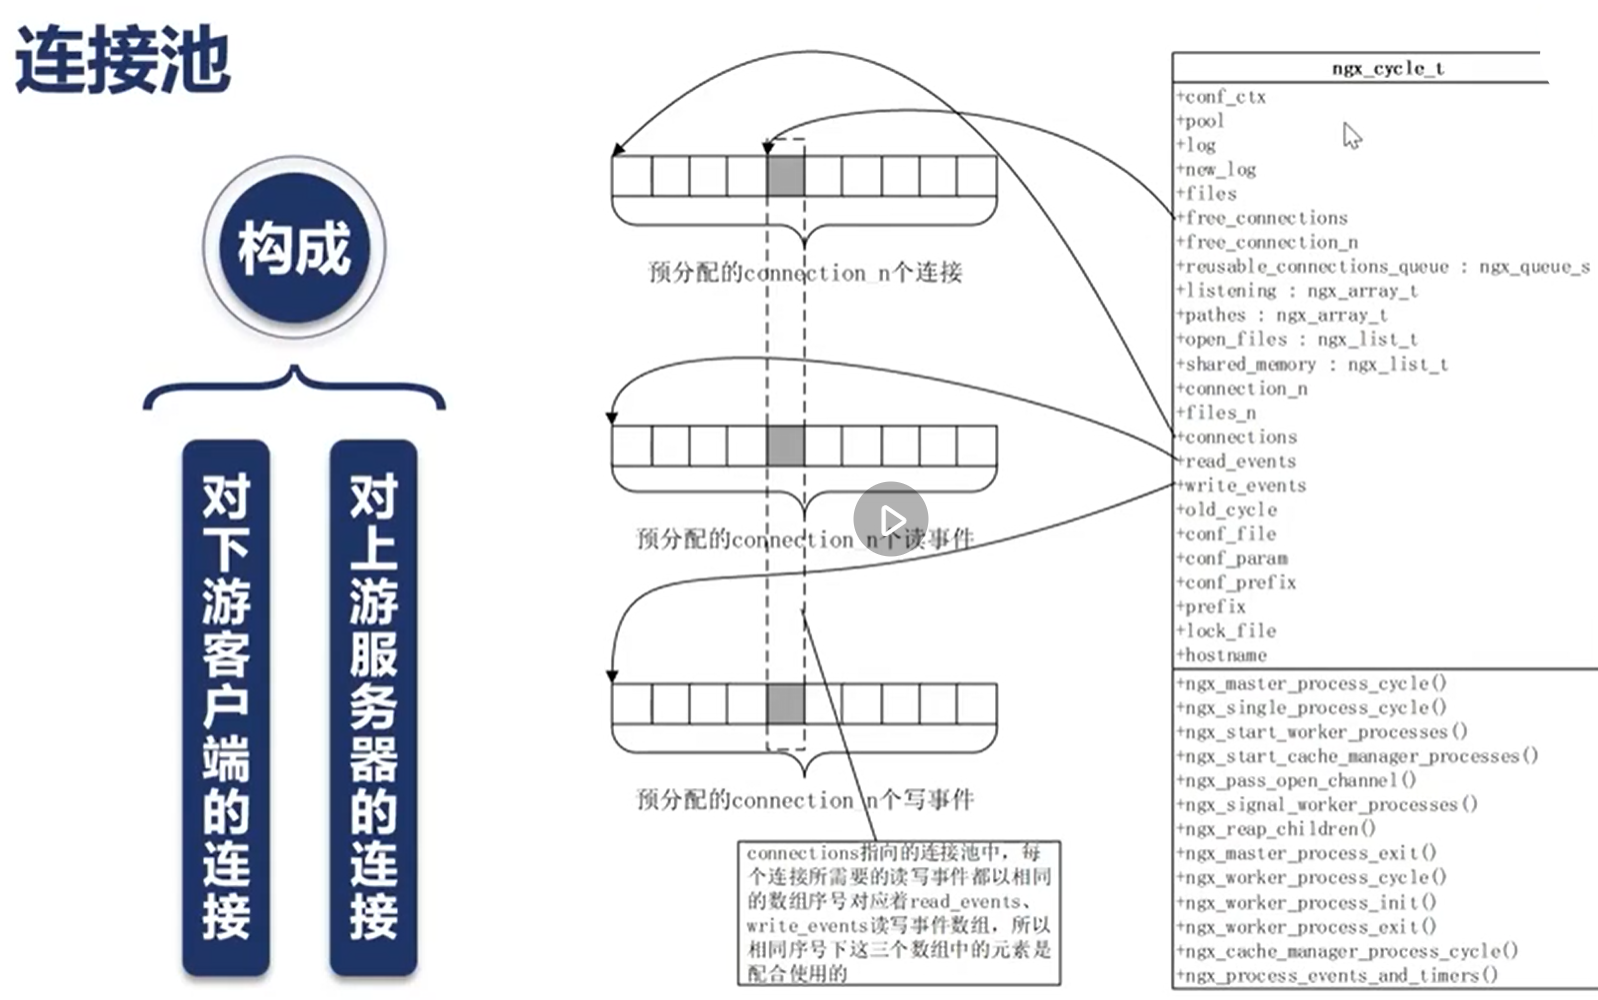 连接池
构成
对下游客户端的连接
对上游服务器的连接
预分配的connection_n个连接
预分配的connection_n个读事件
预分配的connection_n个写事件
connections指向的连接池中，每
个连接所需要的读写事件都以相同
的数组序号对应着read_events、
write_events读写事件数组，所以
相同序号下这三个数组中的元素是
配合使用的
ngx_cycle_t
+conf_ctx
+pool
+log
+new_log
+files
+free_connections
+free_connection_n
+reusable_connections_queue : ngx_queue_s
+listening : ngx_array_t
+pathes : ngx_array_t
+open_files : ngx_list_t
+shared_memory : ngx_list_t
+connection_n
+files_n
+connections
+read_events
+write_events
+old_cycle
+conf_file
+conf_param
+conf_prefix
+prefix
+lock_file
+hostname
+ngx_master_process_cycle()
+ngx_single_process_cycle()
+ngx_start_worker_processes()
+ngx_start_cache_manager_processes()
+ngx_pass_open_channel()
+ngx_signal_worker_processes()
+ngx_reap_children()
+ngx_master_process_exit()
+ngx_worker_process_cycle()
+ngx_worker_process_init()
+ngx_worker_process_exit()
+ngx_cache_manager_process_cycle()
+ngx_process_events_and_timers()